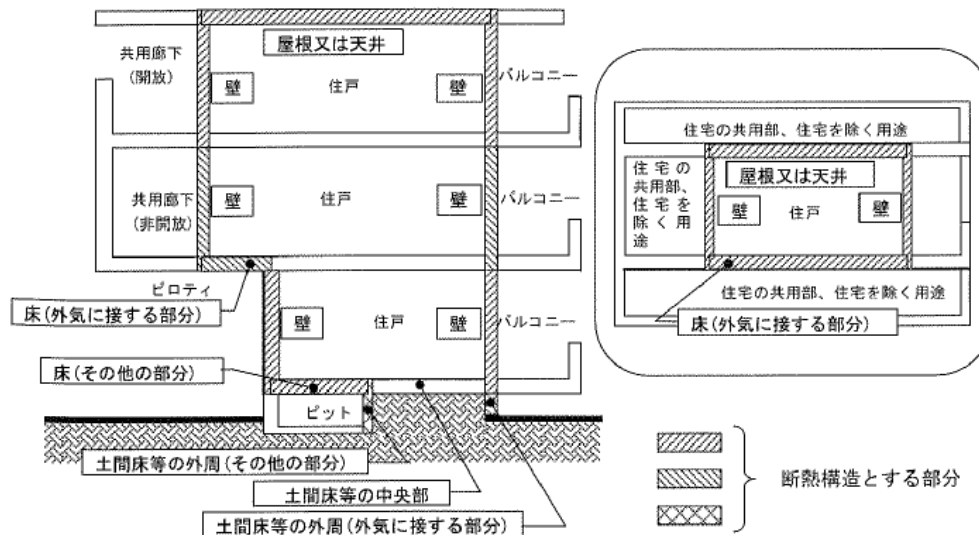 共用廊下
(開放)
屋根又は天井
壁
住戸
壁
バルコニー
共用廊下
(非開放)
壁
住戸
壁
バルコニー
ピロティ
床(外気に接する部分)
壁
住戸
壁
バルコニー
床(その他の部分)
ピット
土間床等の外周(その他の部分)
土間床等の中央部
土間床等の外周(外気に接する部分)
住宅の共用部、住宅を除く用途
住宅の
共用部、
住宅を
除く用
途
屋根又は天井
壁
住戸
壁
住宅の共用部、住宅を除く用途
床(外気に接する部分)
断熱構造とする部分